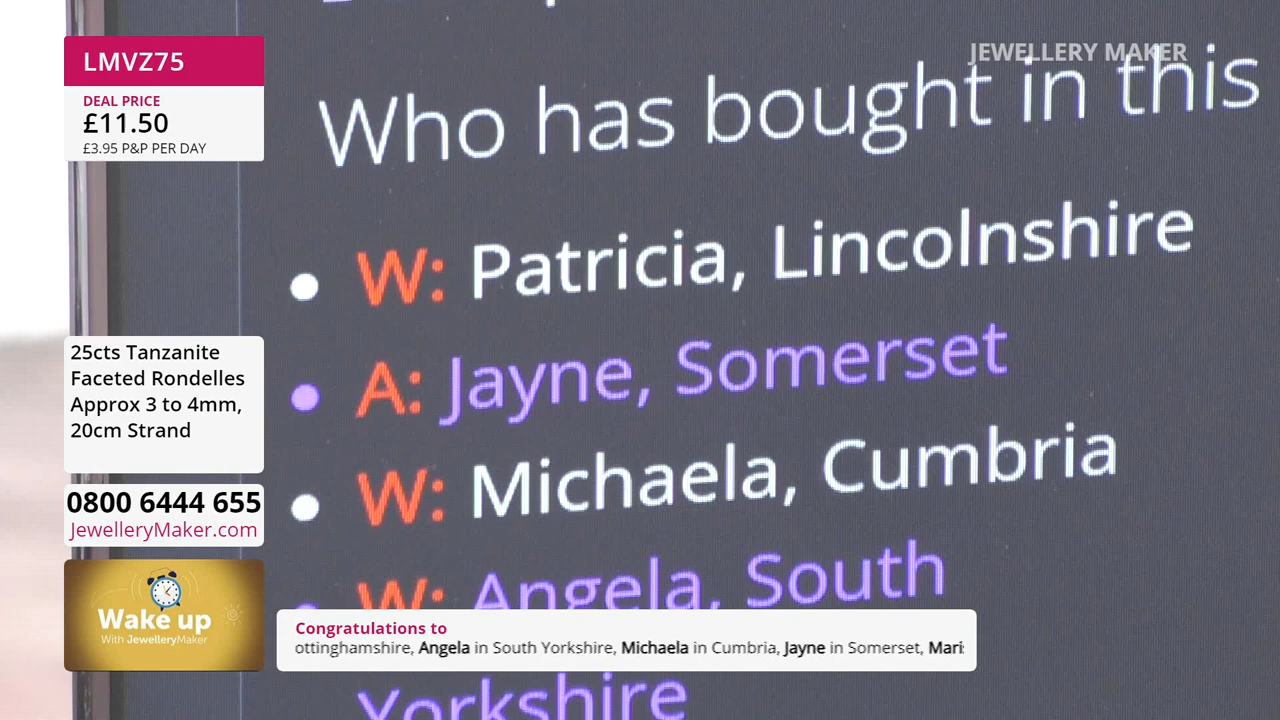 LMVZ75
DEAL PRICE
£11.50
£3.95 P&P PER DAY
JEWELLERY MAKER
Who has bought in this
• W: Patricia, Lincolnshire
• A: Jayne, Somerset
• W: Michaela, Cumbria
• W: Angela, South
Yorkshire
25cts Tanzanite
Faceted Rondelles
Approx 3 to 4mm,
20cm Strand
0800 6444 655
JewelleryMaker.com
Wake up
With JewelleryMaker
Congratulations to
ottinghamshire, Angela in South Yorkshire, Michaela in Cumbria, Jayne in Somerset, Mari